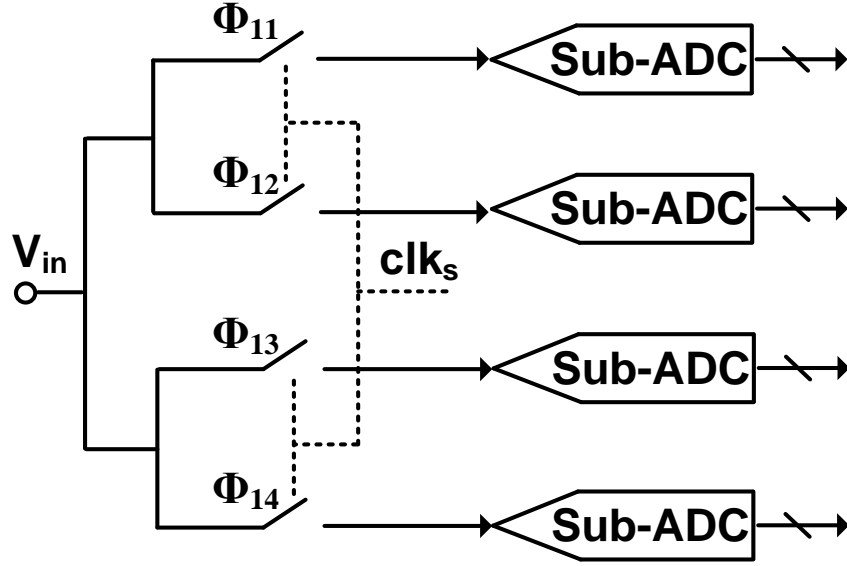 Φ11
Sub-ADC
Φ12
Sub-ADC
Vin
clks
Φ13
Sub-ADC
Φ14
Sub-ADC